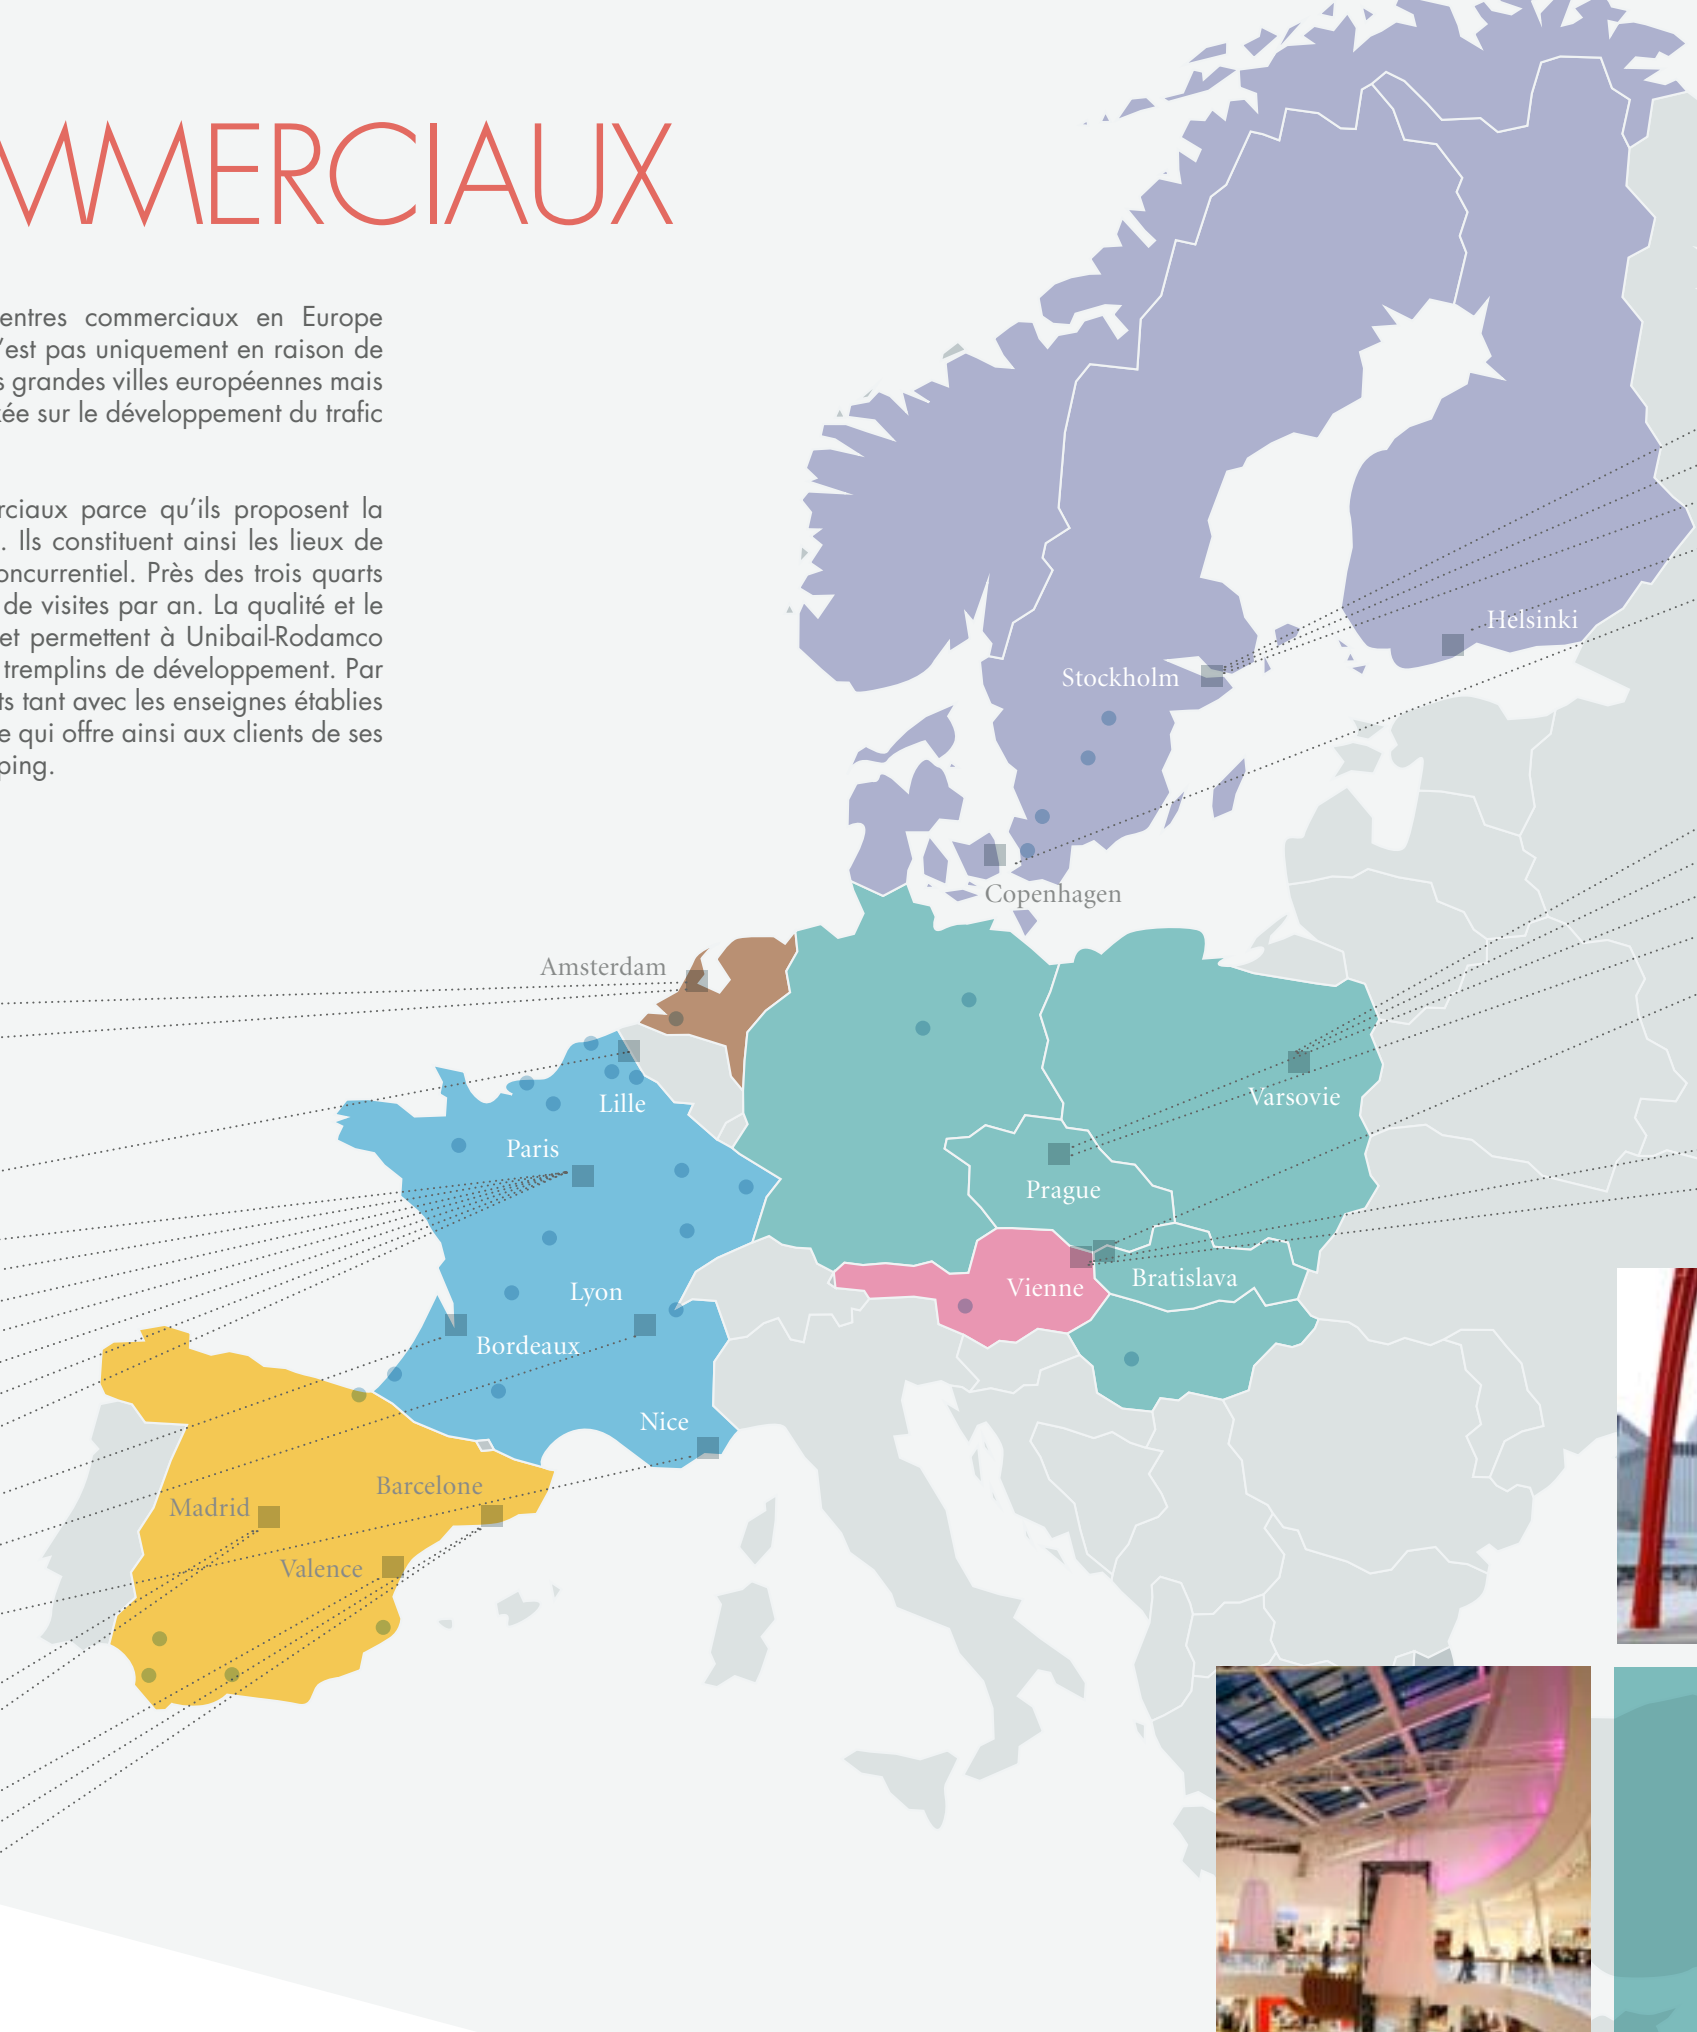 MMERCIAUX
entres commerciaux en Europe
'est pas uniquement en raison de
s grandes villes européennes mais
ée sur le développement du trafic
rciaux parce qu'ils proposent la
. Ils constituent ainsi les lieux de
oncurrentiel. Près des trois quarts
de visites par an. La qualité et le
et permettent à Unibail-Rodamco
tremplins de développement. Par
ts tant avec les enseignes établies
e qui offre ainsi aux clients de ses
ping.
Helsinki
Stockholm
Copenhagen
Amsterdam
Varsovie
Lille
Paris
Prague
Bratislava
Vienne
Lyon
Bordeaux
Nice
Barcelone
Madrid
Valence